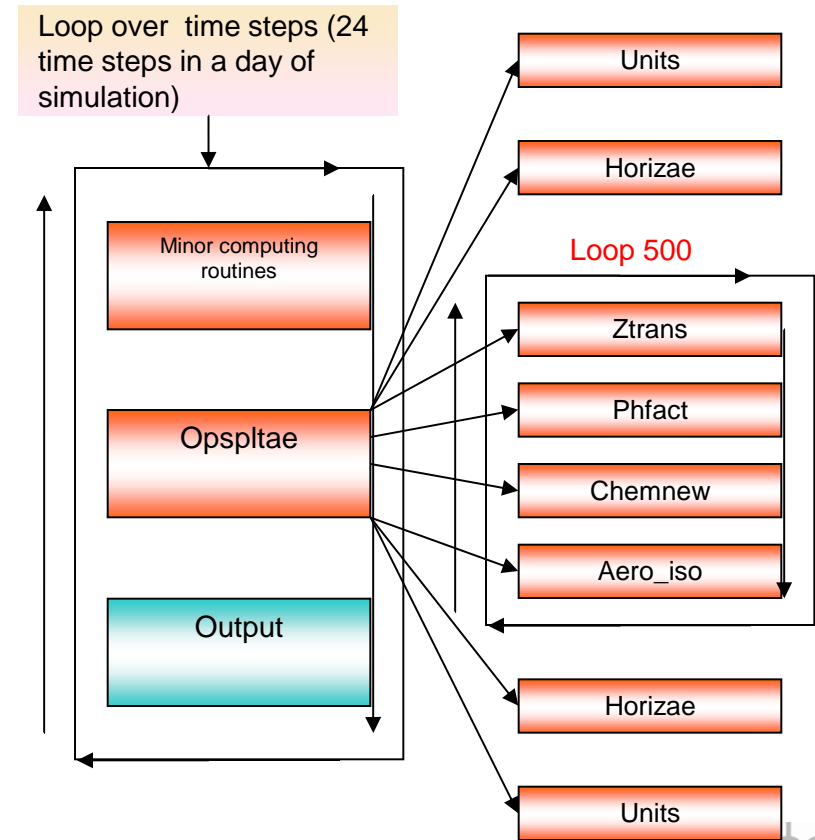 Loop over time steps (24
time steps in a day of
simulation)
Minor computing
routines
Opspltae
Output
Units
Horizae
Loop 500
Ztrans
Phfact
Chemnew
Aero_iso
Horizae
Units